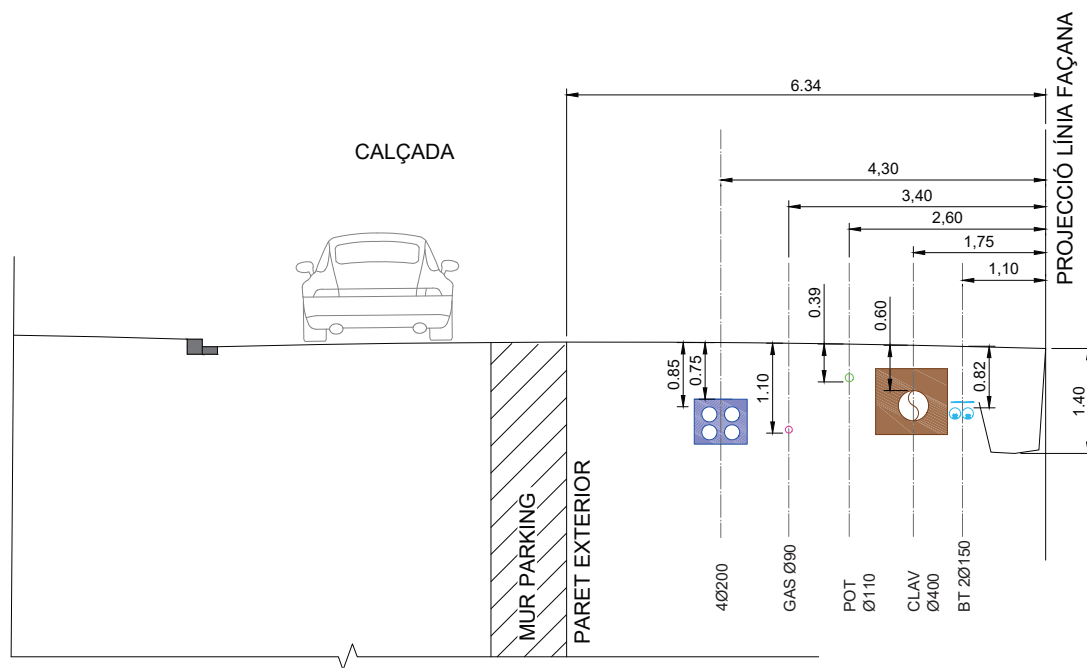 6.34
CALÇADA
PROJECCIÓ LÍNIA FAÇANA
4,30
3,40
2,60
1,75
1,10
0.39
0.60
0.85
0.75
1.10
0.82
1.40
MUR PARKING
PARET EXTERIOR
4Ø200
GAS Ø90
POT
Ø110
CLAV
Ø400
BT 2Ø150